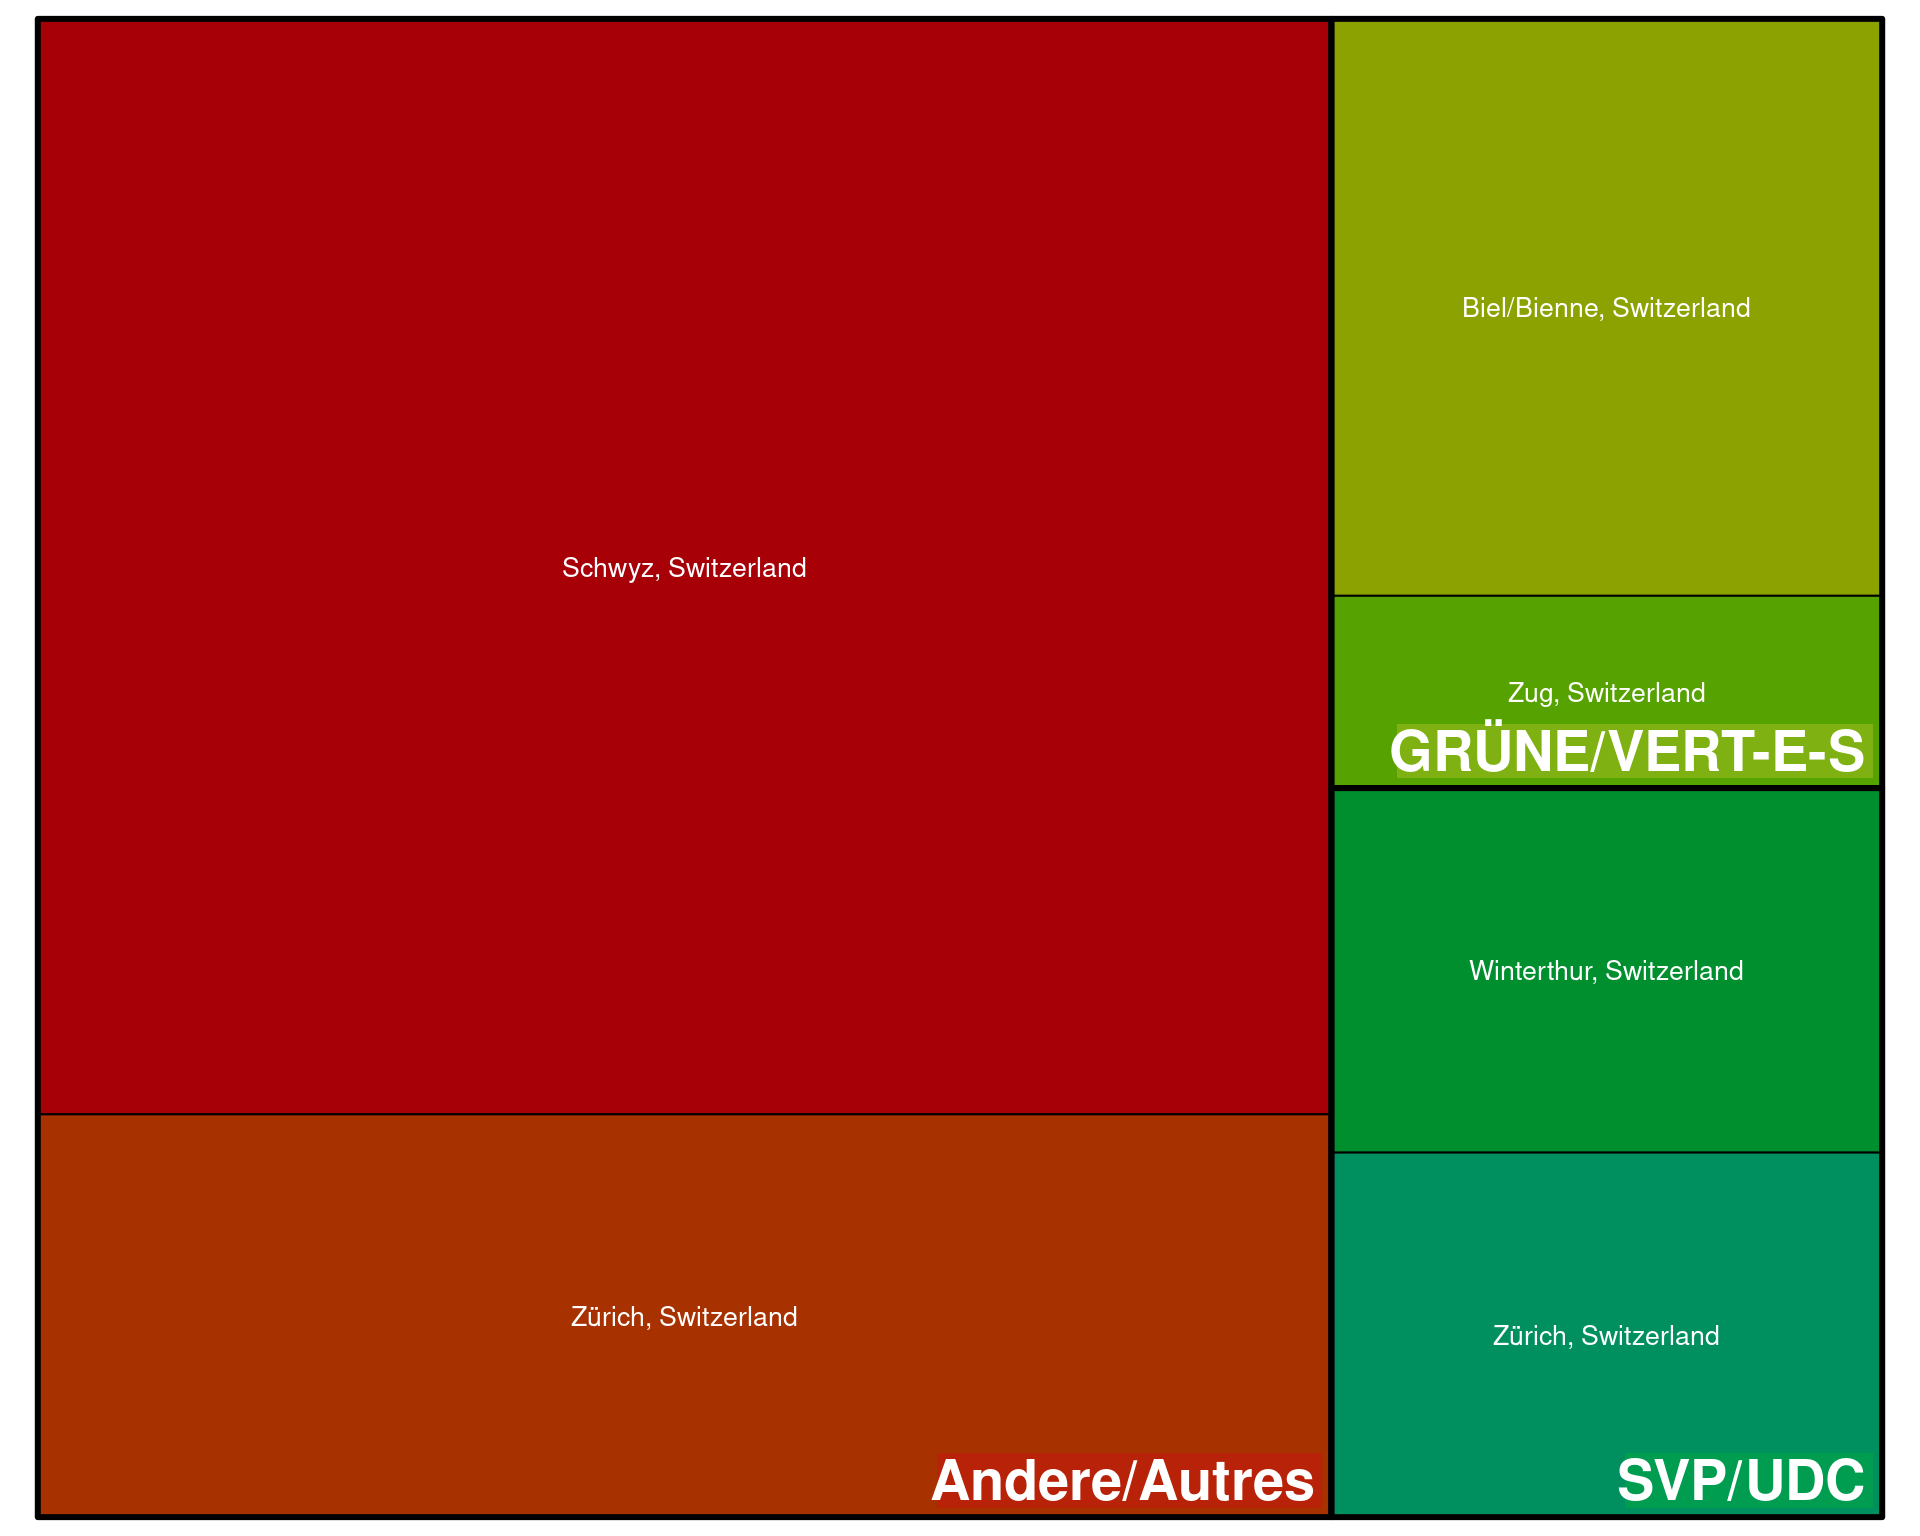 Schwyz, Switzerland
Zürich, Switzerland
Andere/Autres
Biel/Bienne, Switzerland
Zug, Switzerland
GRÜNE/VERT-E-S
Winterthur, Switzerland
Zürich, Switzerland
SVP/UDC